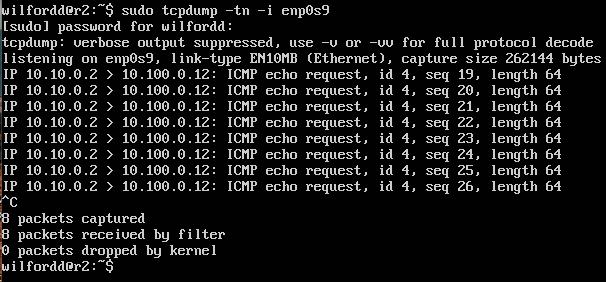 wilfordd@r2:~$ sudo tcpdump -tn -i enp0s9
[sudo] password for wilfordd:
tcpdump: verbose output suppressed, use -v or -vv for full protocol decode
listening on enp0s9, link-type EN10MB (Ethernet), capture size 262144 bytes
IP 10.10.0.2 > 10.100.0.12: ICMP echo request, id 4, seq 19, length 64
IP 10.10.0.2 > 10.100.0.12: ICMP echo request, id 4, seq 20, length 64
IP 10.10.0.2 > 10.100.0.12: ICMP echo request, id 4, seq 21, length 64
IP 10.10.0.2 > 10.100.0.12: ICMP echo request, id 4, seq 22, length 64
IP 10.10.0.2 > 10.100.0.12: ICMP echo request, id 4, seq 23, length 64
IP 10.10.0.2 > 10.100.0.12: ICMP echo request, id 4, seq 24, length 64
IP 10.10.0.2 > 10.100.0.12: ICMP echo request, id 4, seq 25, length 64
IP 10.10.0.2 > 10.100.0.12: ICMP echo request, id 4, seq 26, length 64
^C
8 packets captured
8 packets received by filter
0 packets dropped by kernel
wilfordd@r2:~$